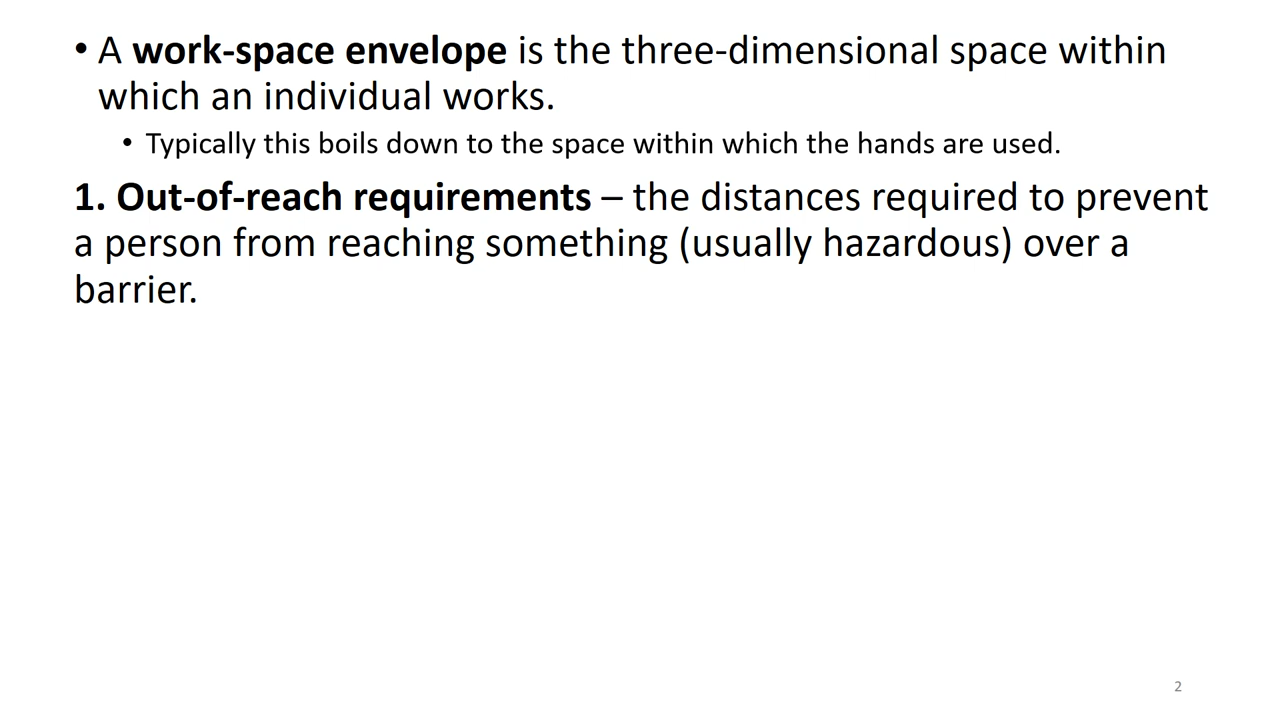 • A work-space envelope is the three-dimensional space within
which an individual works.
• Typically this boils down to the space within which the hands are used.
1. Out-of-reach requirements – the distances required to prevent
a person from reaching something (usually hazardous) over a
barrier.
2